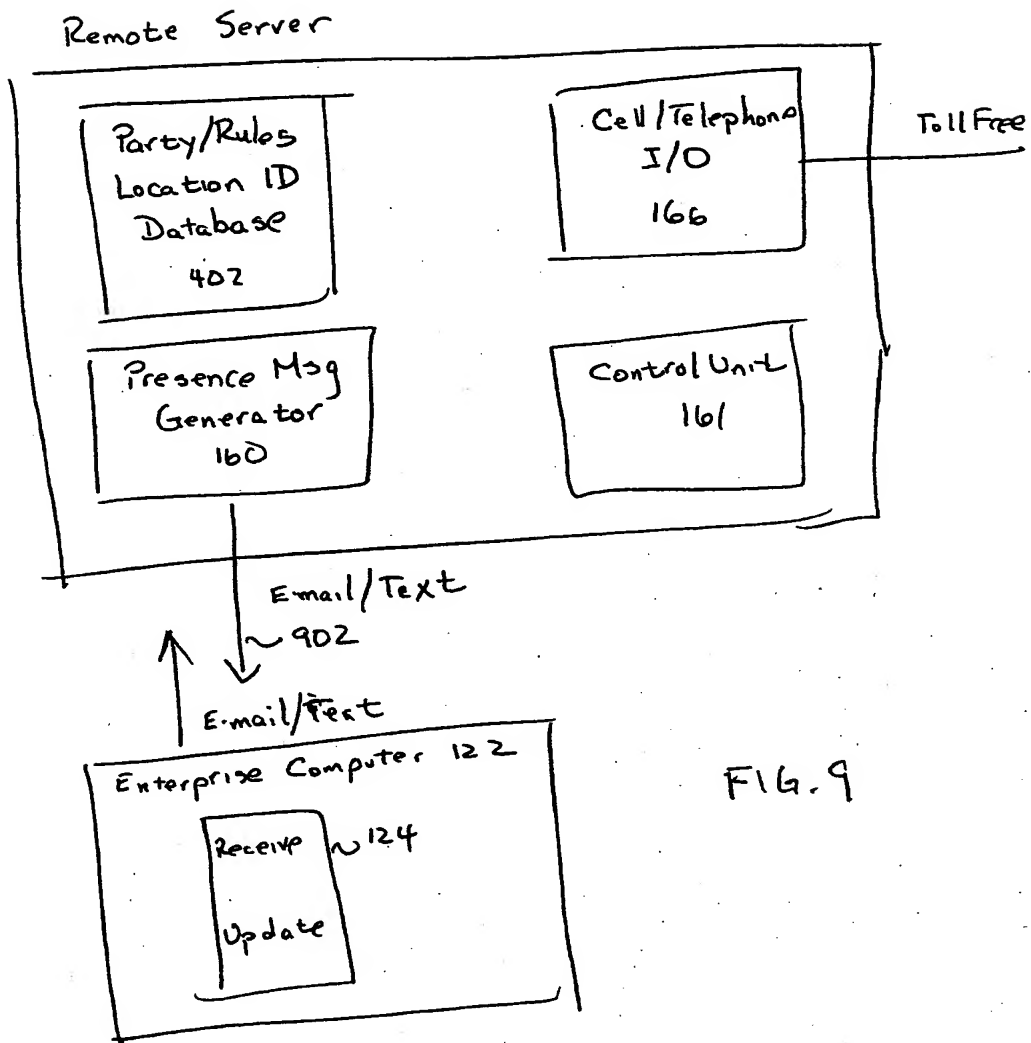 Remote Server
Party/Rules
Location ID
Database
402
Cell/Telephone
I/O
166
Toll Free
Presence Msg
Generator
160
Control Unit
161
E-mail/Text
902
E-mail/Text
Enterprise Computer 122
Receive
124
Update
FIG. 9